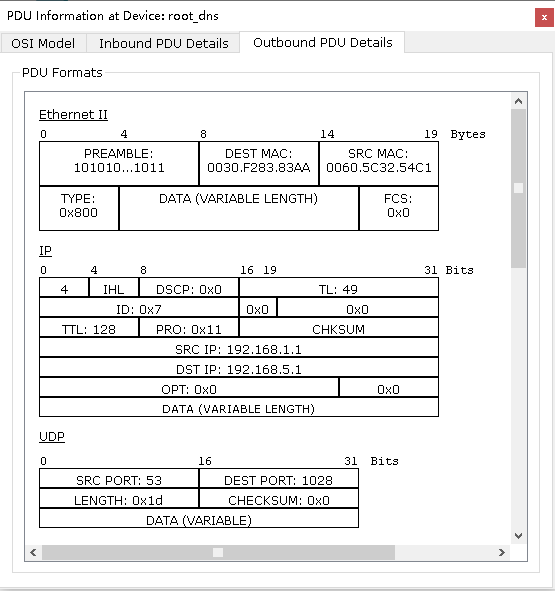 PDU Information at Device: root_dns
x
OSI Model Inbound PDU Details Outbound PDU Details
PDU Formats
Ethernet II
0 4 8 14 19 Bytes
PREAMBLE: DEST MAC: SRC MAC:
101010...1011 0030.F283.83AA 0060.5C32.54C1
TYPE: DATA (VARIABLE LENGTH) FCS:
0x800 0x0
IP
0 4 8 16 19 31 Bits
4 IHL DSCP: 0x0 TL: 49
ID: 0x7 0x0 0x0
TTL: 128 PRO: 0x11 CHKSUM
SRC IP: 192.168.1.1
DST IP: 192.168.5.1
OPT: 0x0 0x0
DATA (VARIABLE LENGTH)
UDP
0 16 31 Bits
SRC PORT: 53 DEST PORT: 1028
LENGTH: 0x1d CHECKSUM: 0x0
DATA (VARIABLE)